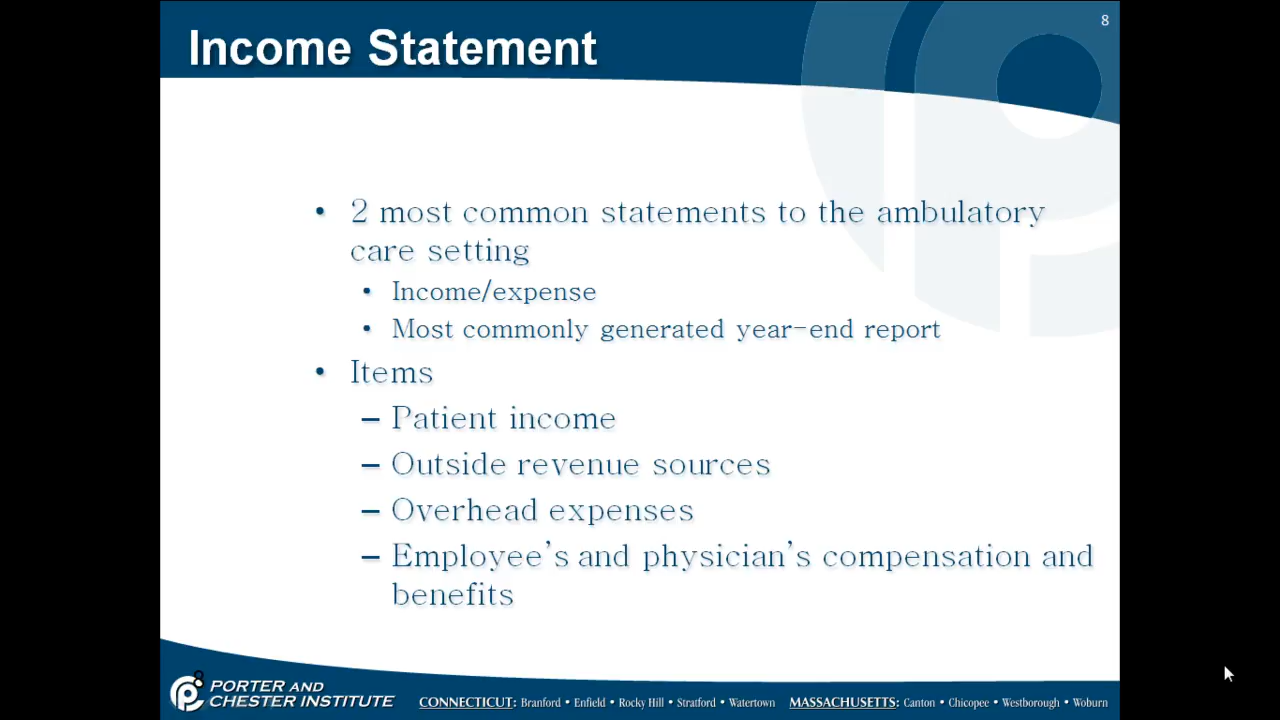 8
Income Statement
• 2 most common statements to the ambulatory
care setting
• Income/expense
• Most commonly generated year-end report
• Items
– Patient income
– Outside revenue sources
– Overhead expenses
– Employee’s and physician’s compensation and
benefits
PORTER AND
CHESTER INSTITUTE
CONNECTICUT: Branford • Enfield • Rocky Hill • Stratford • Watertown MASSACHUSETTS: Canton • Chicopee • Westborough • Woburn